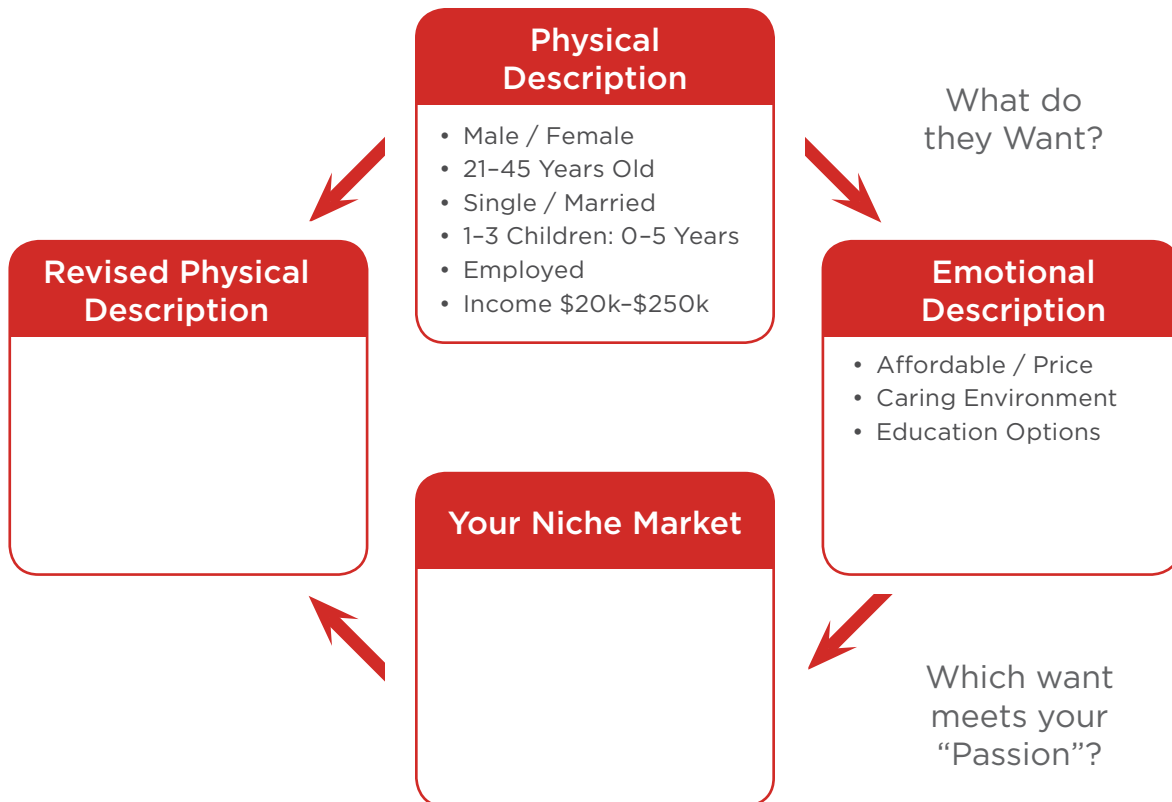 Physical
Description
• Male / Female
• 21–45 Years Old
• Single / Married
• 1–3 Children: 0–5 Years
• Employed
• Income $20k–$250k
What do
they Want?
Revised Physical
Description
Emotional
Description
• Affordable / Price
• Caring Environment
• Education Options
Your Niche Market
Which want
meets your
“Passion”?